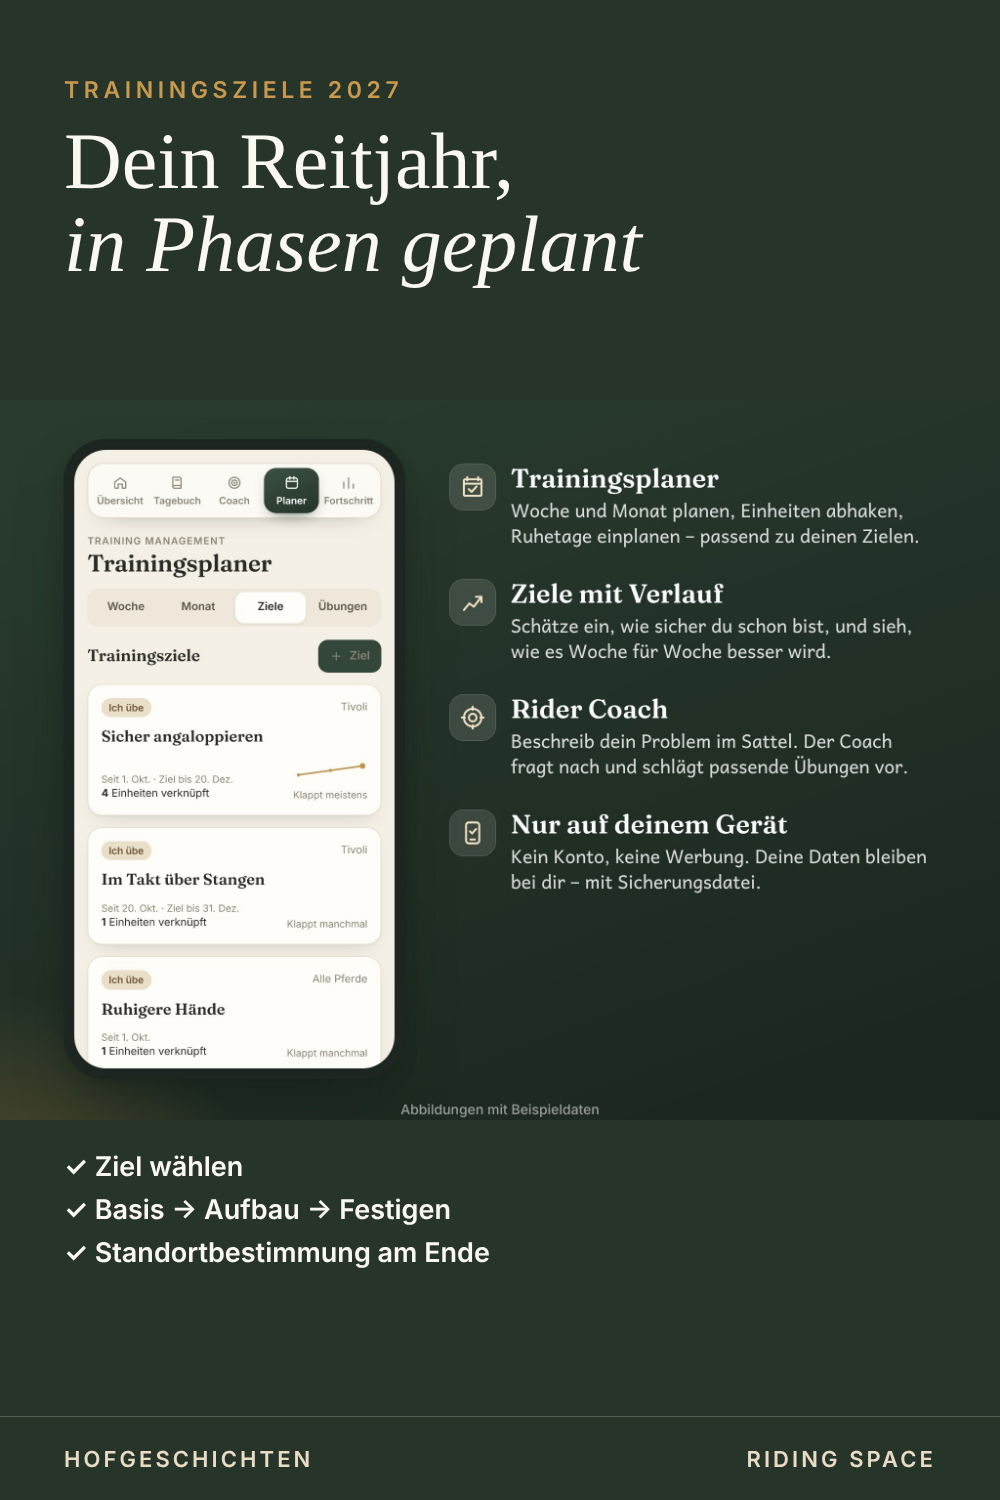 TRAININGSZIELE 2027
Dein Reitjahr,
in Phasen geplant
Übersicht Tagebuch Coach Planer Fortschritt
TRAINING MANAGEMENT
Trainingsplaner
Woche Monat Ziele Übungen
Trainingsziele + Ziel
Ich übe Tivoli
Sicher angaloppieren
Seit 1. Okt. · Ziel bis 20. Dez.
4 Einheiten verknüpft Klappt meistens
Ich übe Tivoli
Im Takt über Stangen
Seit 20. Okt. · Ziel bis 31. Dez.
1 Einheiten verknüpft Klappt manchmal
Ich übe Alle Pferde
Ruhigere Hände
Seit 1. Okt.
1 Einheiten verknüpft Klappt manchmal
Trainingsplaner
Woche und Monat planen, Einheiten abhaken,
Ruhetage einplanen – passend zu deinen Zielen.
Ziele mit Verlauf
Schätze ein, wie sicher du schon bist, und sieh,
wie es Woche für Woche besser wird.
Rider Coach
Beschreib dein Problem im Sattel. Der Coach
fragt nach und schlägt passende Übungen vor.
Nur auf deinem Gerät
Kein Konto, keine Werbung. Deine Daten bleiben
bei dir – mit Sicherungsdatei.
Abbildungen mit Beispieldaten
✓ Ziel wählen
✓ Basis → Aufbau → Festigen
✓ Standortbestimmung am Ende
HOFGESCHICHTEN RIDING SPACE